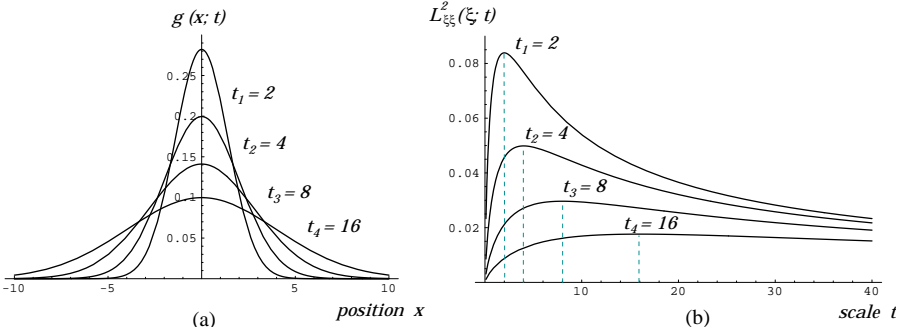 g (x; t)
0.25
0.2
0.15
0.1
0.05
t1 = 2
t2 = 4
t3 = 8
t4 = 16
-10 -5 5 10
position x
(a)
L²ξξ(ξ; t)
0.08
0.06
0.04
0.02
t1 = 2
t2 = 4
t3 = 8
t4 = 16
10 20 30 40
scale t
(b)